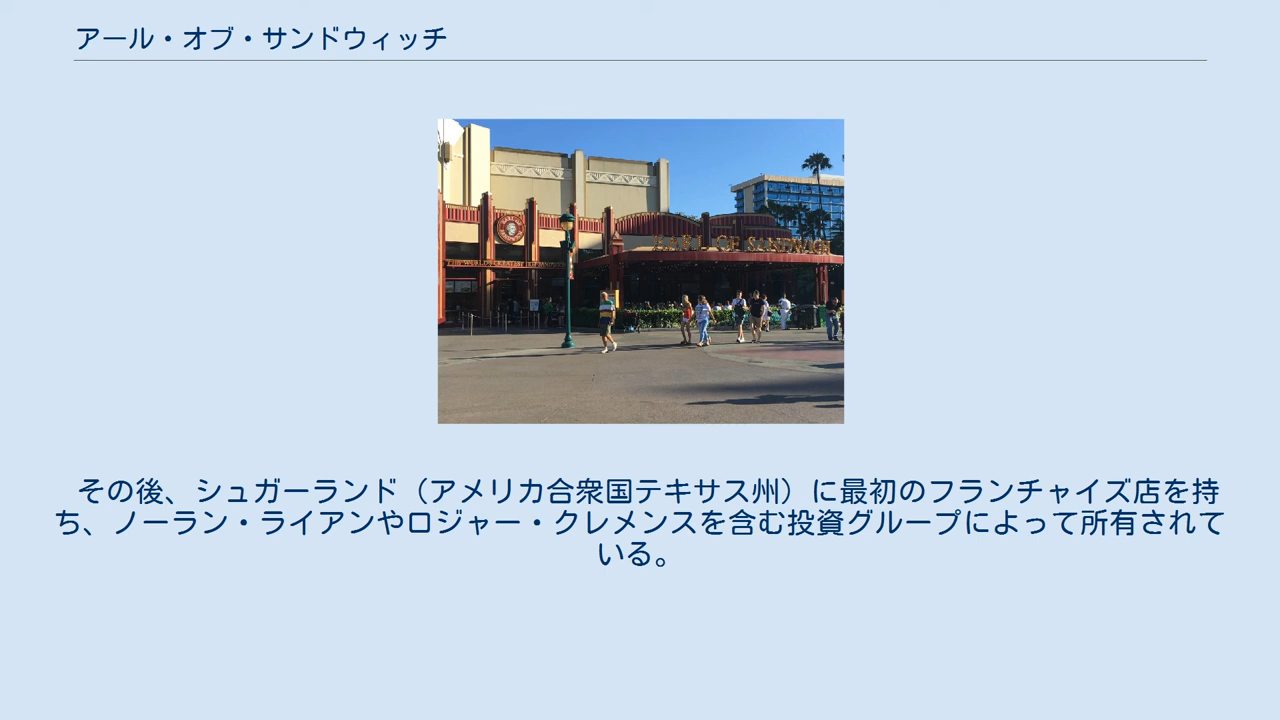 アール・オブ・サンドウィッチ
EARL OF SANDWICH
その後、シュガーランド（アメリカ合衆国テキサス州）に最初のフランチャイズ店を持
ち、ノーラン・ライアンやロジャー・クレメンスを含む投資グループによって所有されて
いる。